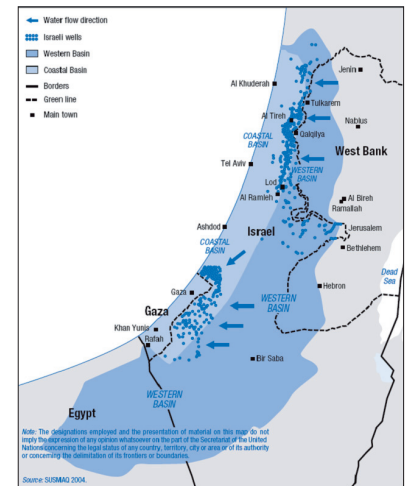 Water flow direction
Israeli wells
Western Basin
Coastal Basin
Borders
Green line
Main town
Jenin
Al Khuderah
Tulkarem
Al Tireh
Qalqilya
Nablus
COASTAL
BASIN
West Bank
Tel Aviv
WESTERN
BASIN
Lod
Al Ramleh
Al Bireh
Ramallah
Ashdod
Israel
Jerusalem
COASTAL
BASIN
Bethlehem
Dead
Sea
Gaza
Hebron
WESTERN
BASIN
Gaza
Khan Yunis
Rafah
Bir Saba
WESTERN
BASIN
Egypt
Note: The designations employed and the presentation of material on this map do not
imply the expression of any opinion whatsoever on the part of the Secretariat of the United
Nations concerning the legal status of any country, territory, city or area or of its authority
or concerning the delimitation of its frontiers or boundaries.
Source: SUSMAQ 2004.